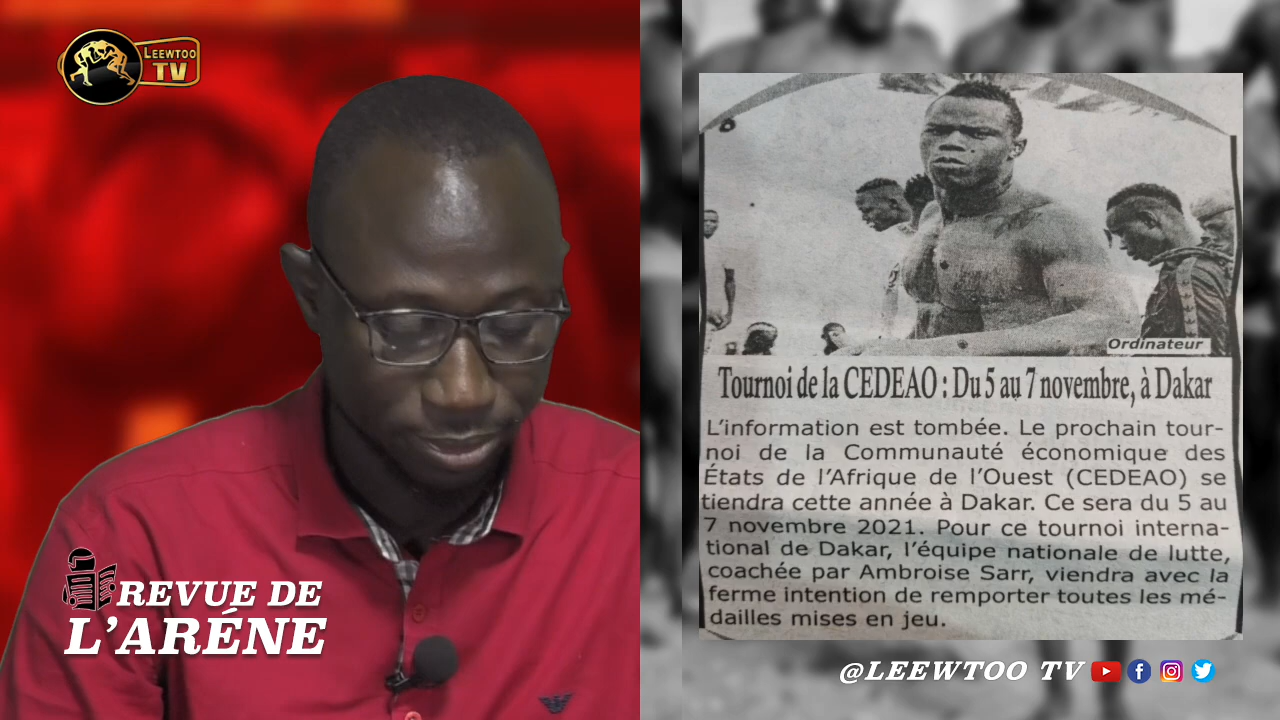 LEEWTOO
TV
REVUE DE
L'ARÉNE
Ordinateur
Tournoi de la CEDEAO : Du 5 au 7 novembre, à Dakar
L'information est tombée. Le prochain tour-
noi de la Communauté économique des
États de l'Afrique de l'Ouest (CEDEAO) se
tiendra cette année à Dakar. Ce sera du 5 au
7 novembre 2021. Pour ce tournoi interna-
tional de Dakar, l'équipe nationale de lutte,
coachée par Ambroise Sarr, viendra avec la
ferme intention de remporter toutes les mé-
dailles mises en jeu.
@LEEWTOO TV